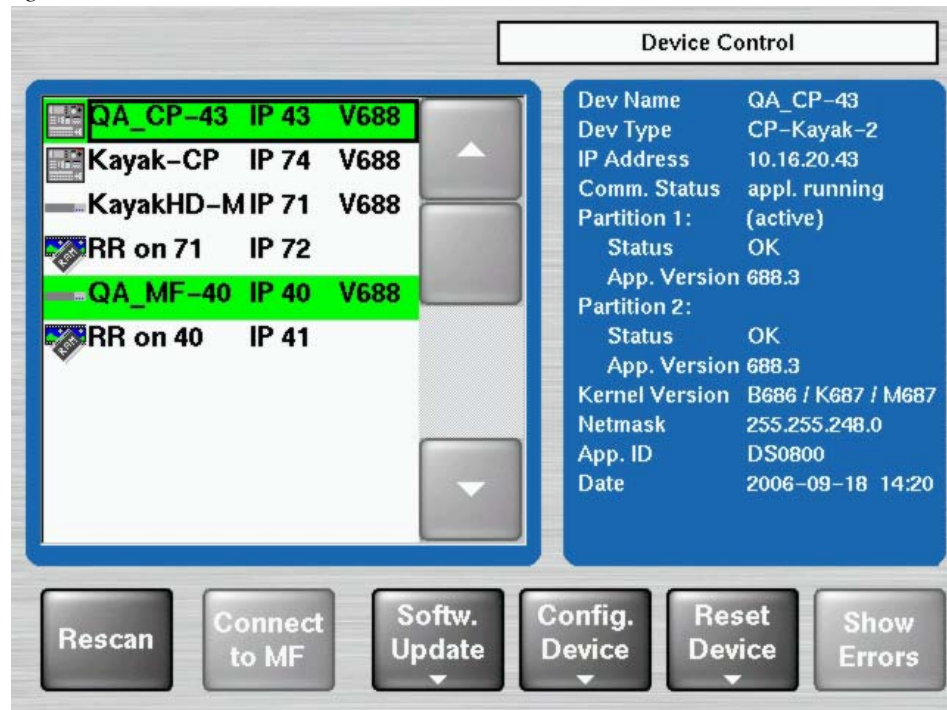 Device Control
QA_CP-43 IP 43 V688
Kayak-CP IP 74 V688
KayakHD-M IP 71 V688
RR on 71 IP 72
QA_MF-40 IP 40 V688
RR on 40 IP 41
Dev Name QA_CP-43
Dev Type CP-Kayak-2
IP Address 10.16.20.43
Comm. Status appl. running
Partition 1: (active)
Status OK
App. Version 688.3
Partition 2:
Status OK
App. Version 688.3
Kernel Version B686 / K687 / M687
Netmask 255.255.248.0
App. ID DS0800
Date 2006-09-18 14:20
Rescan
Connect
to MF
Softw.
Update
Config.
Device
Reset
Device
Show
Errors